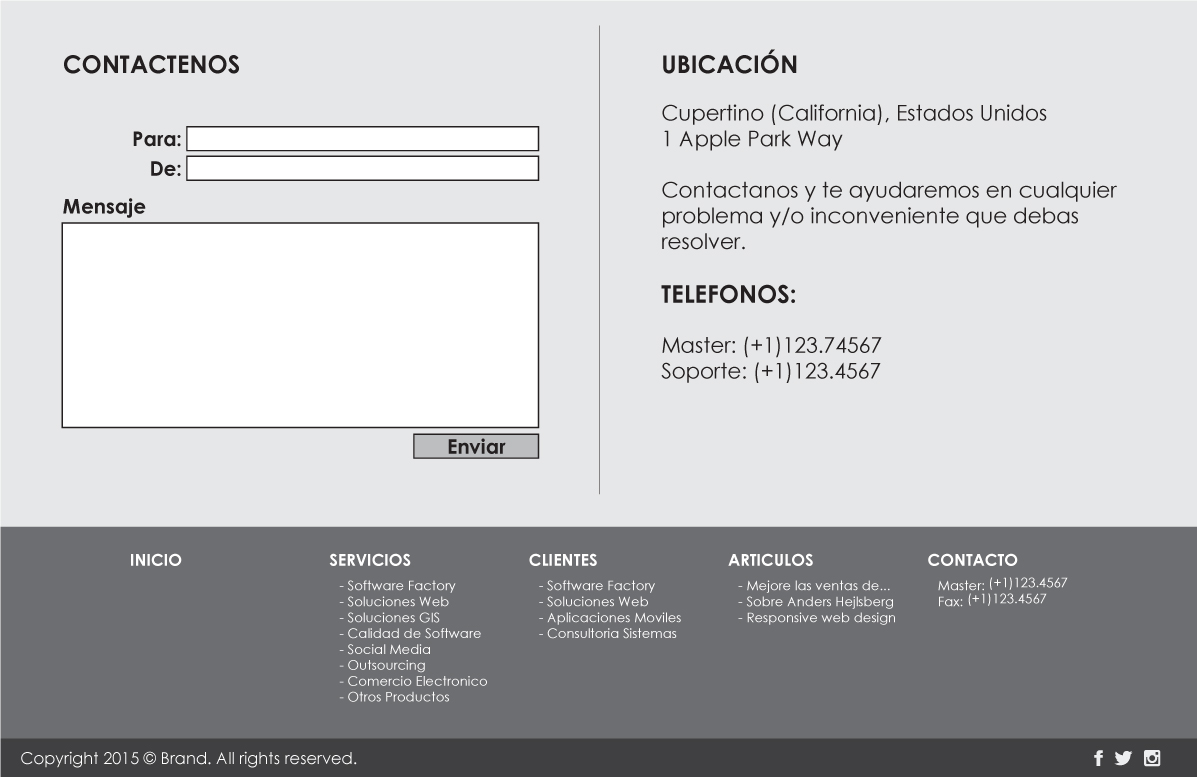 CONTACTENOS
Para:
De:
Mensaje
Enviar
UBICACIÓN
Cupertino (California), Estados Unidos
1 Apple Park Way
Contactanos y te ayudaremos en cualquier
problema y/o inconveniente que debas
resolver.
TELEFONOS:
Master: (+1)123.74567
Soporte: (+1)123.4567
INICIO
SERVICIOS
- Software Factory
- Soluciones Web
- Soluciones GIS
- Calidad de Software
- Social Media
- Outsourcing
- Comercio Electronico
- Otros Productos
CLIENTES
- Software Factory
- Soluciones Web
- Aplicaciones Moviles
- Consultoria Sistemas
ARTICULOS
- Mejore las ventas de...
- Sobre Anders Hejlsberg
- Responsive web design
CONTACTO
Master: (+1)123.4567
Fax: (+1)123.4567
Copyright 2015 © Brand. All rights reserved.